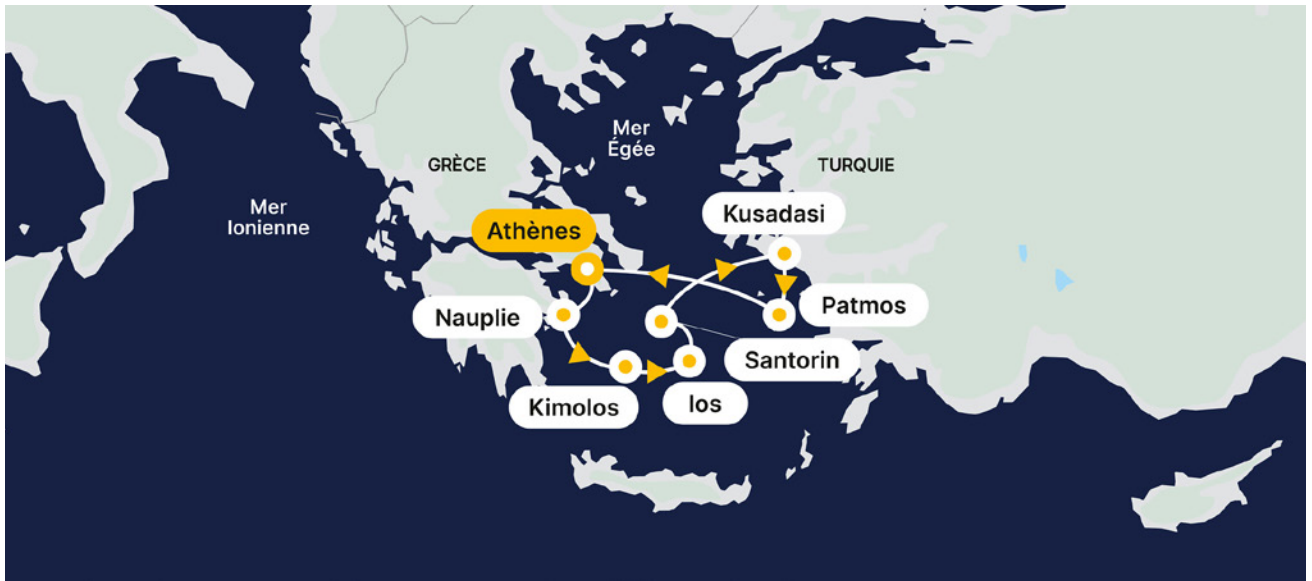 Mer
Égée
GRÈCE
TURQUIE
Mer
Ionienne
Kusadasi
Athènes
Patmos
Nauplie
Santorin
Kimolos
Ios